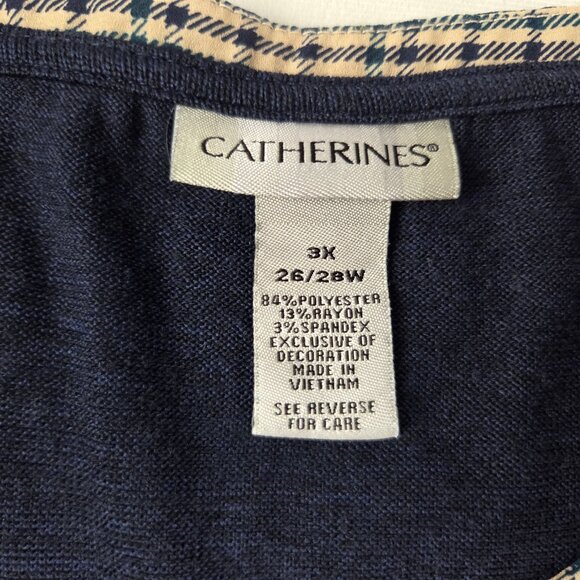 CATHERINES®
3X
26/28W
84%POLYESTER
13%RAYON
3%SPANDEX
EXCLUSIVE OF
DECORATION
MADE IN
VIETNAM
SEE REVERSE
FOR CARE